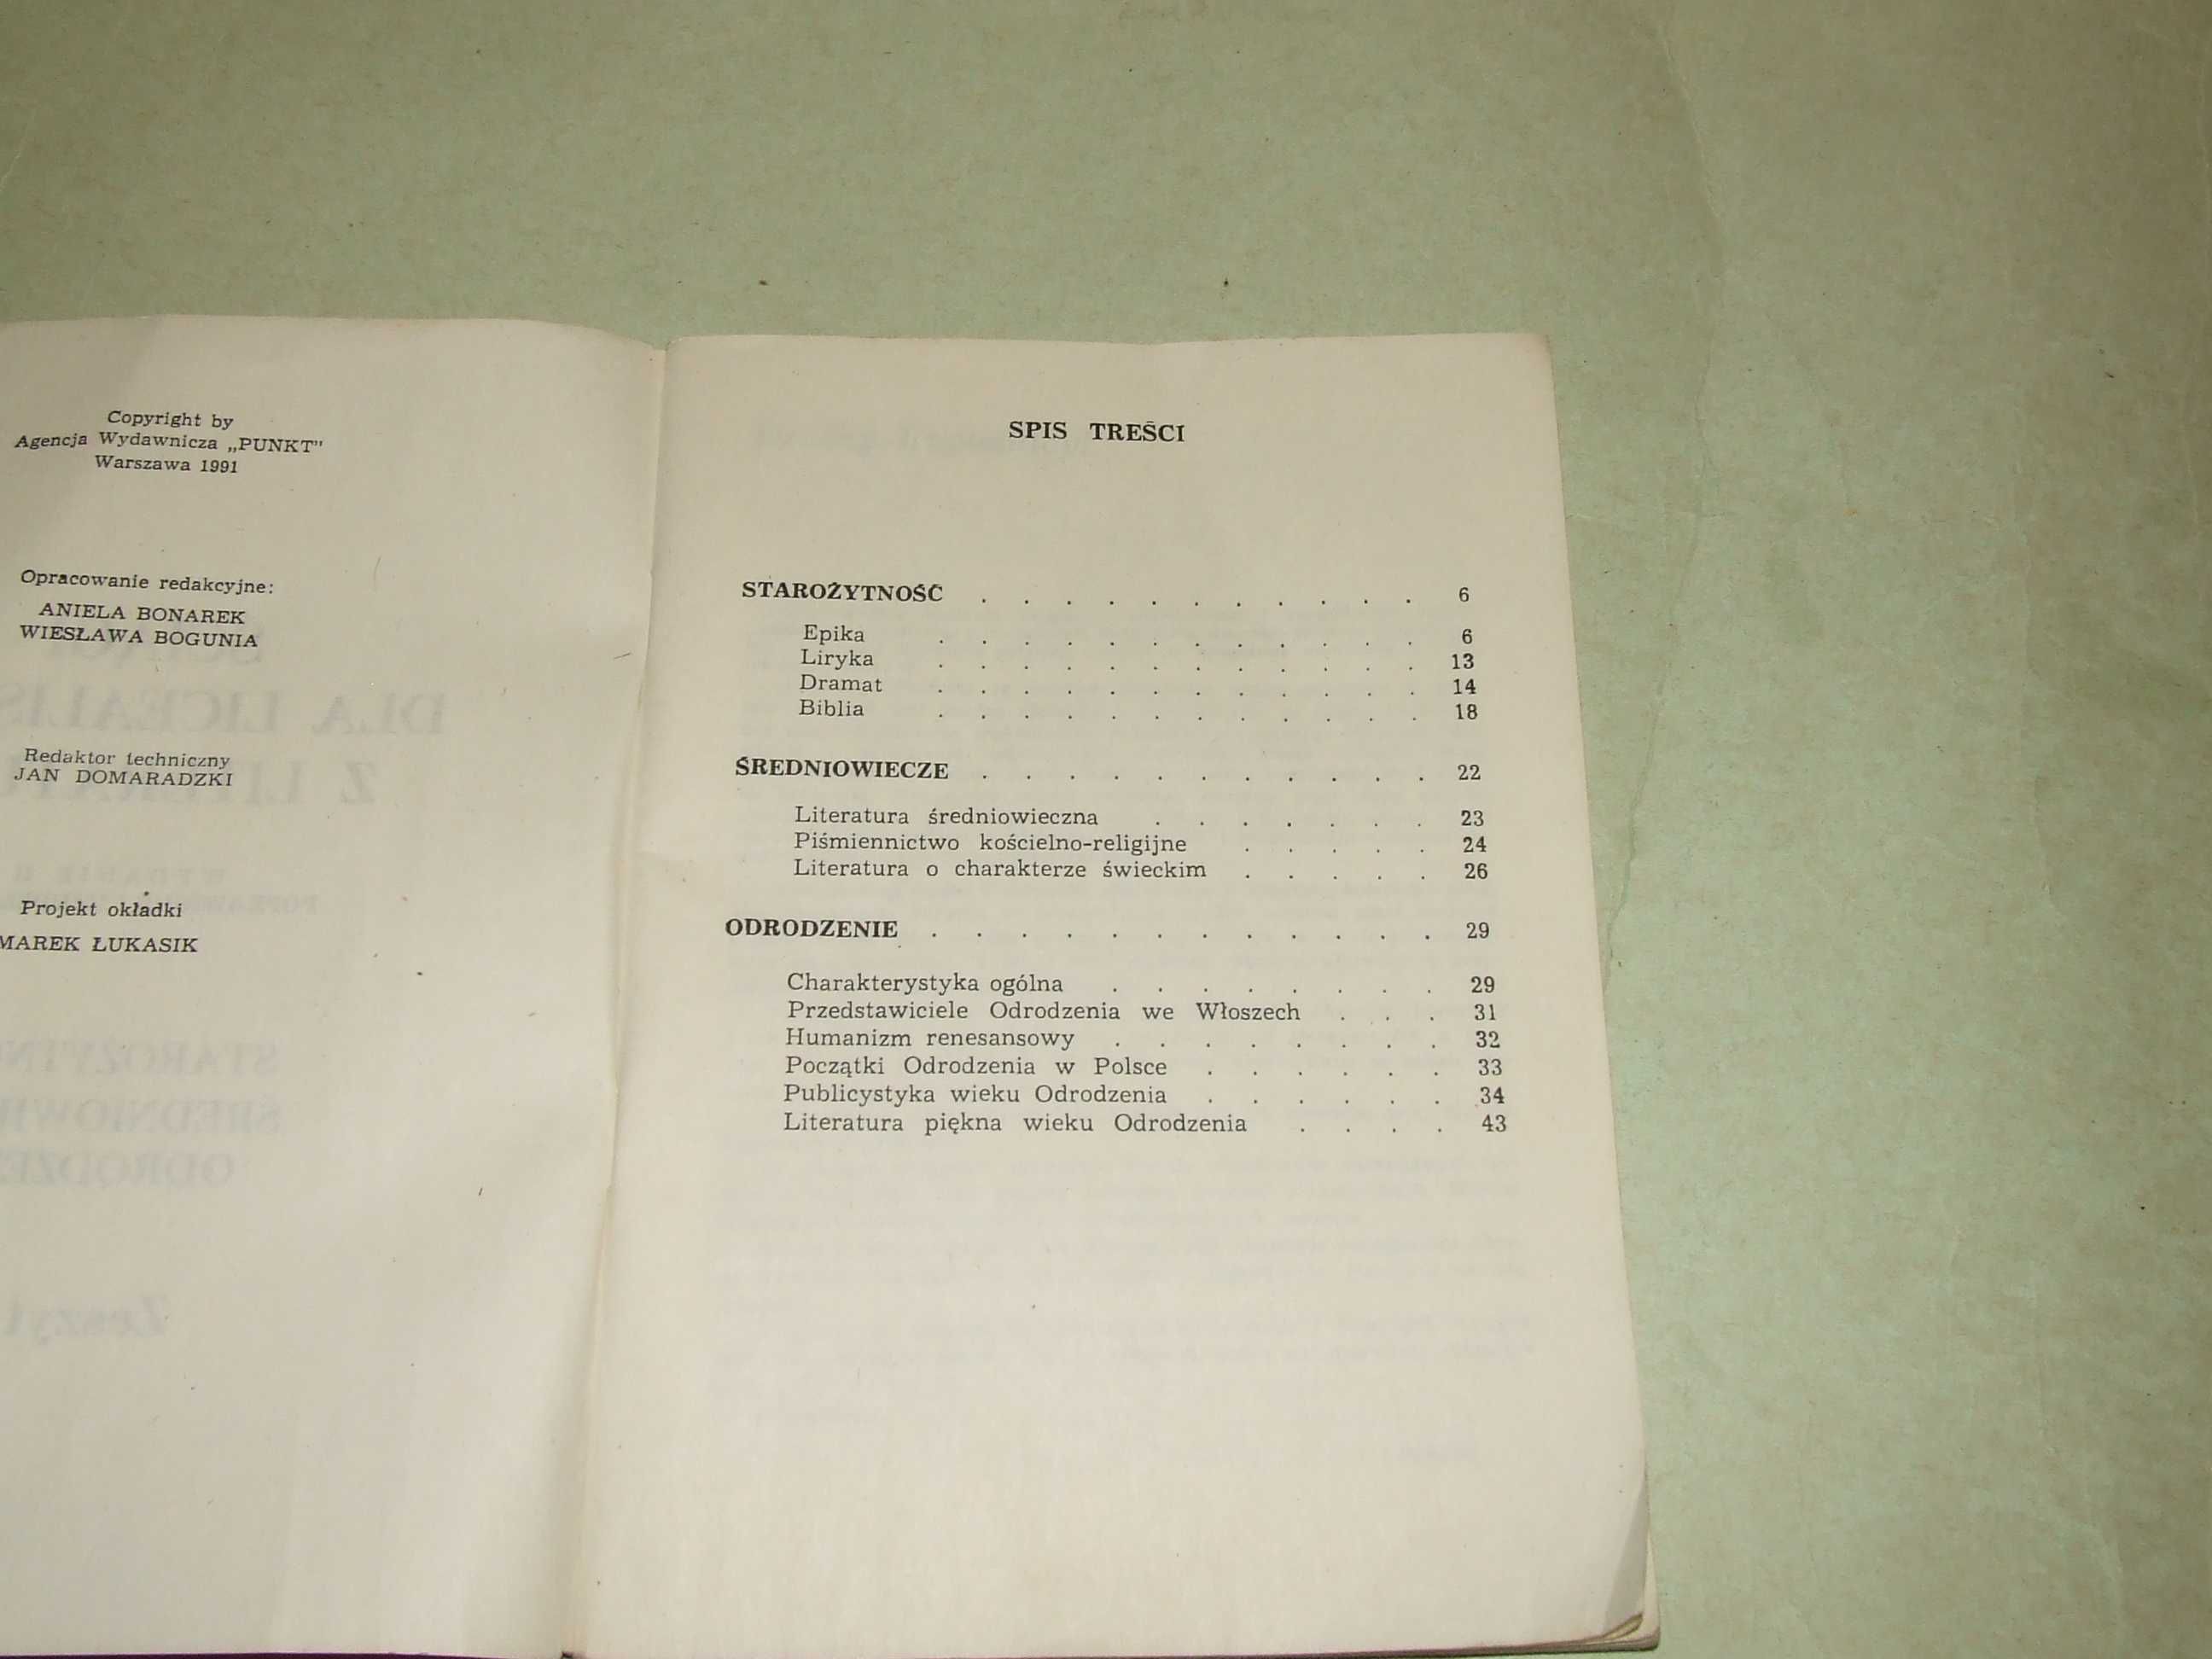 Copyright by
Agencja Wydawnicza „PUNKT”
Warszawa 1991
Opracowanie redakcyjne:
ANIELA BONAREK
WIESŁAWA BOGUNIA
Redaktor techniczny
JAN DOMARADZKI
Projekt okładki
MAREK ŁUKASIK
SPIS TREŚCI
STAROŻYTNOŚĆ . . . . . . . . . . . 6
Epika . . . . . . . . . . . . 6
Liryka . . . . . . . . . . . . 13
Dramat . . . . . . . . . . . . 14
Biblia . . . . . . . . . . . . 18
ŚREDNIOWIECZE . . . . . . . . . . . 22
Literatura średniowieczna . . . . . . . 23
Piśmiennictwo kościelno-religijne . . . . . 24
Literatura o charakterze świeckim . . . . . 26
ODRODZENIE . . . . . . . . . . . . 29
Charakterystyka ogólna . . . . . . . . 29
Przedstawiciele Odrodzenia we Włoszech . . . 31
Humanizm renesansowy . . . . . . . . 32
Początki Odrodzenia w Polsce . . . . . . 33
Publicystyka wieku Odrodzenia . . . . . . 34
Literatura piękna wieku Odrodzenia . . . . 43